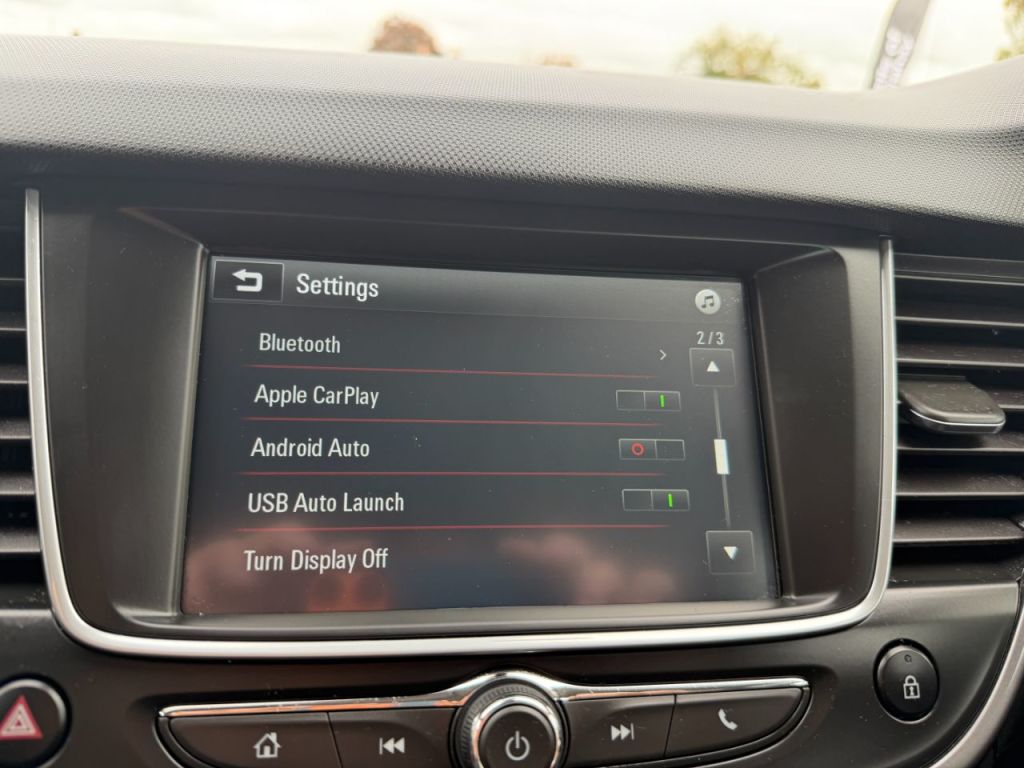 Settings
2/3
Bluetooth
Apple CarPlay
Android Auto
USB Auto Launch
Turn Display Off